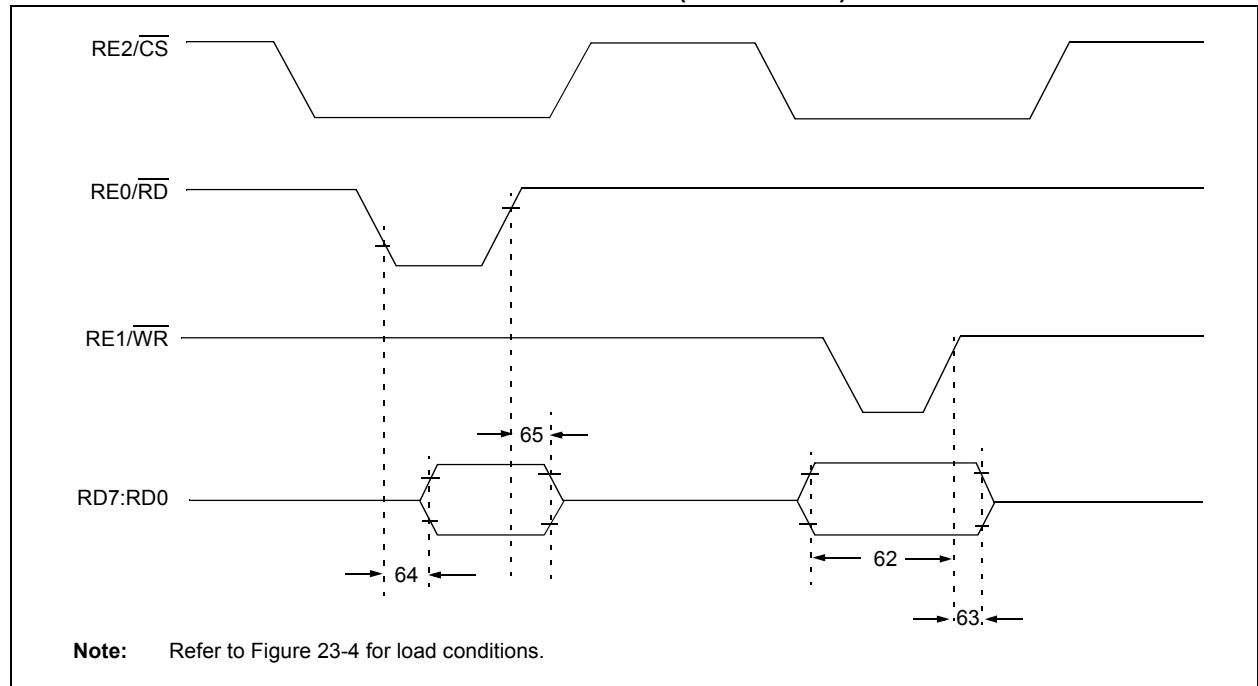 RE2/CS
RE0/RD
RE1/WR
65
RD7:RD0
62
64
63
Note: Refer to Figure 23-4 for load conditions.